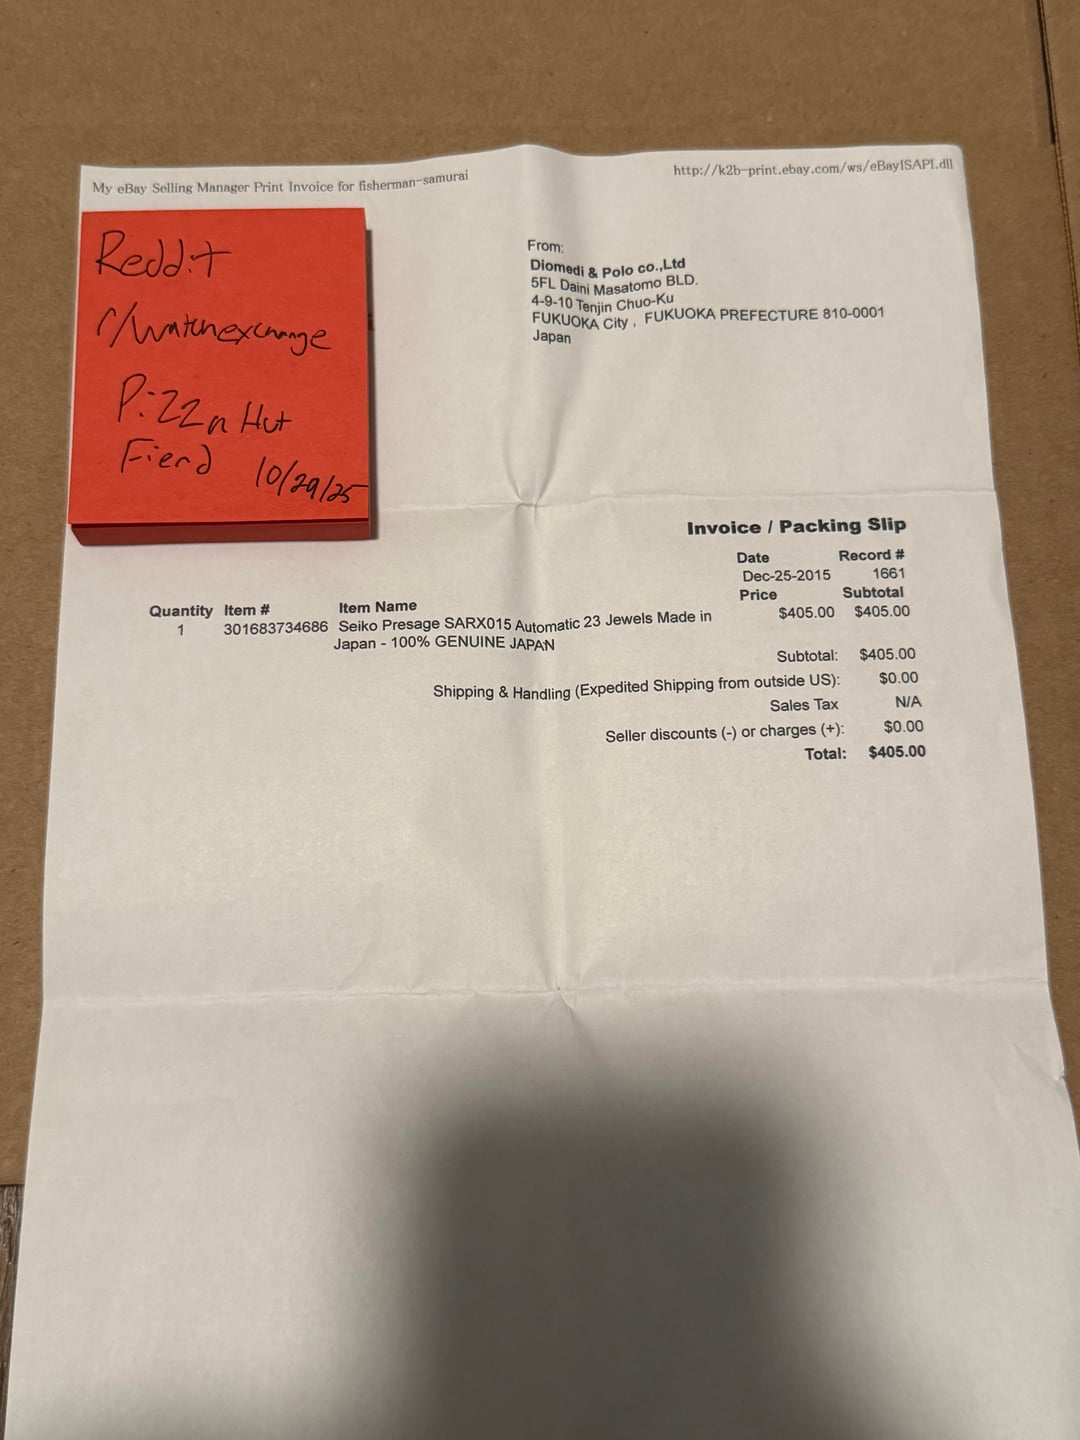 My eBay Selling Manager Print Invoice for fisherman-samurai
http://k2b-print.ebay.com/ws/eBayISAPI.dll
Reddit
r/watchexchange
Pizza Hut
Fiend
10/29/25
From:
Diomedi & Polo co.,Ltd
5FL Daini Masatomo BLD.
4-9-10 Tenjin Chuo-Ku
FUKUOKA City , FUKUOKA PREFECTURE 810-0001
Japan
Invoice / Packing Slip
Date Record #
Dec-25-2015 1661
Quantity Item # Item Name Price Subtotal
1 301683734686 Seiko Presage SARX015 Automatic 23 Jewels Made in $405.00 $405.00
Japan - 100% GENUINE JAPAN
Subtotal: $405.00
Shipping & Handling (Expedited Shipping from outside US): $0.00
Sales Tax N/A
Seller discounts (-) or charges (+): $0.00
Total: $405.00